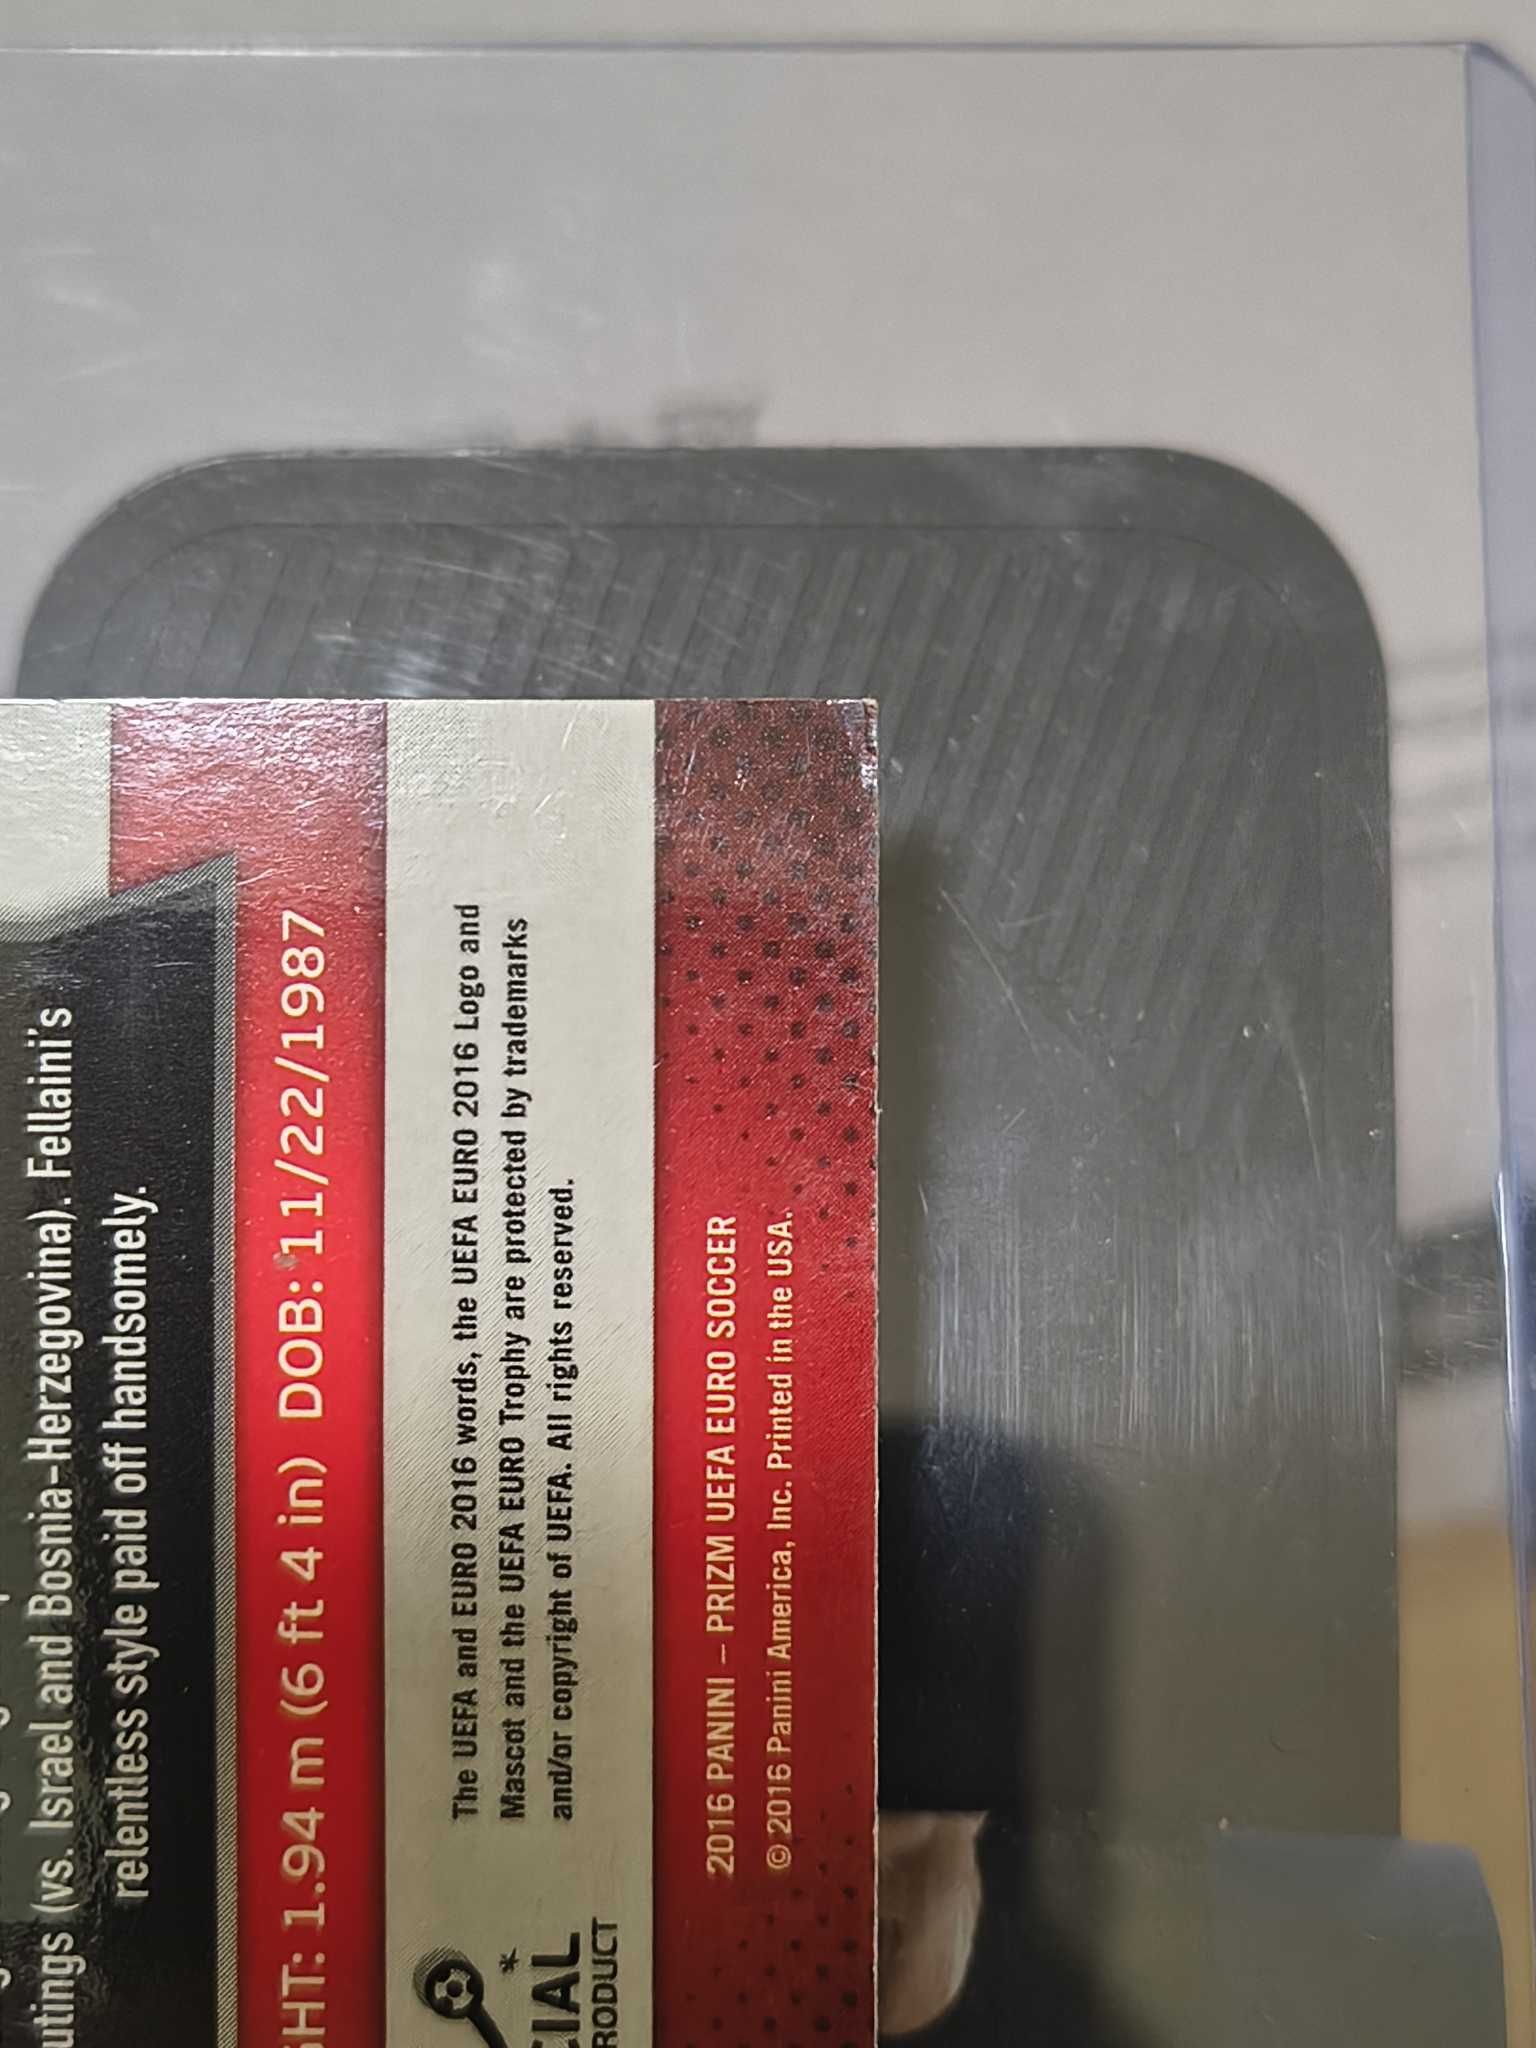 utings (vs. Israel and Bosnia-Herzegovina). Fellaini's
relentless style paid off handsomely.
GHT: 1.94 m (6 ft 4 in) DOB: 11/22/1987
The UEFA and EURO 2016 words, the UEFA EURO 2016 Logo and
Mascot and the UEFA EURO Trophy are protected by trademarks
and/or copyright of UEFA. All rights reserved.
CIAL*
RODUCT
2016 PANINI – PRIZM UEFA EURO SOCCER
© 2016 Panini America, Inc. Printed in the USA.